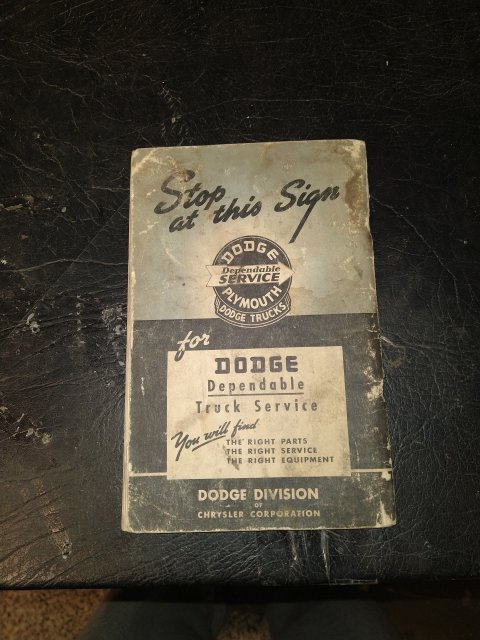 Stop
at this Sign
DODGE
Dependable
SERVICE
PLYMOUTH
DODGE TRUCKS
for
DODGE
Dependable
Truck Service
You will find
THE RIGHT PARTS
THE RIGHT SERVICE
THE RIGHT EQUIPMENT
DODGE DIVISION
OF
CHRYSLER CORPORATION